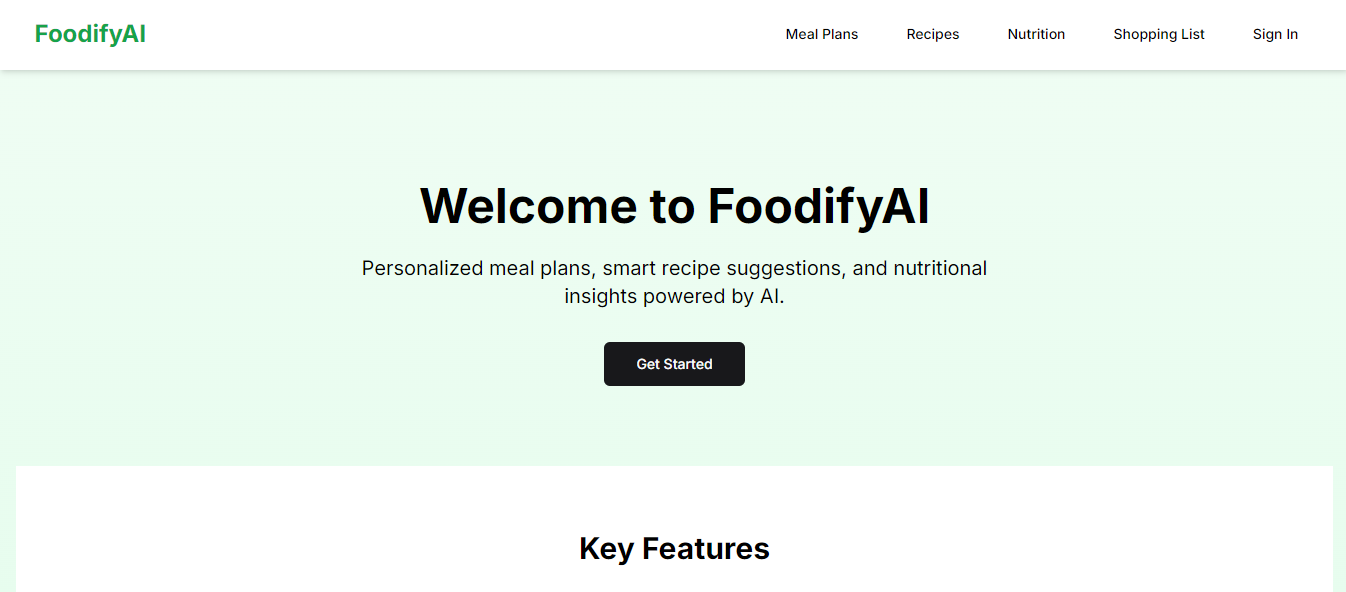 FoodifyAI
Meal Plans
Recipes
Nutrition
Shopping List
Sign In
Welcome to FoodifyAI
Personalized meal plans, smart recipe suggestions, and nutritional
insights powered by AI.
Get Started
Key Features